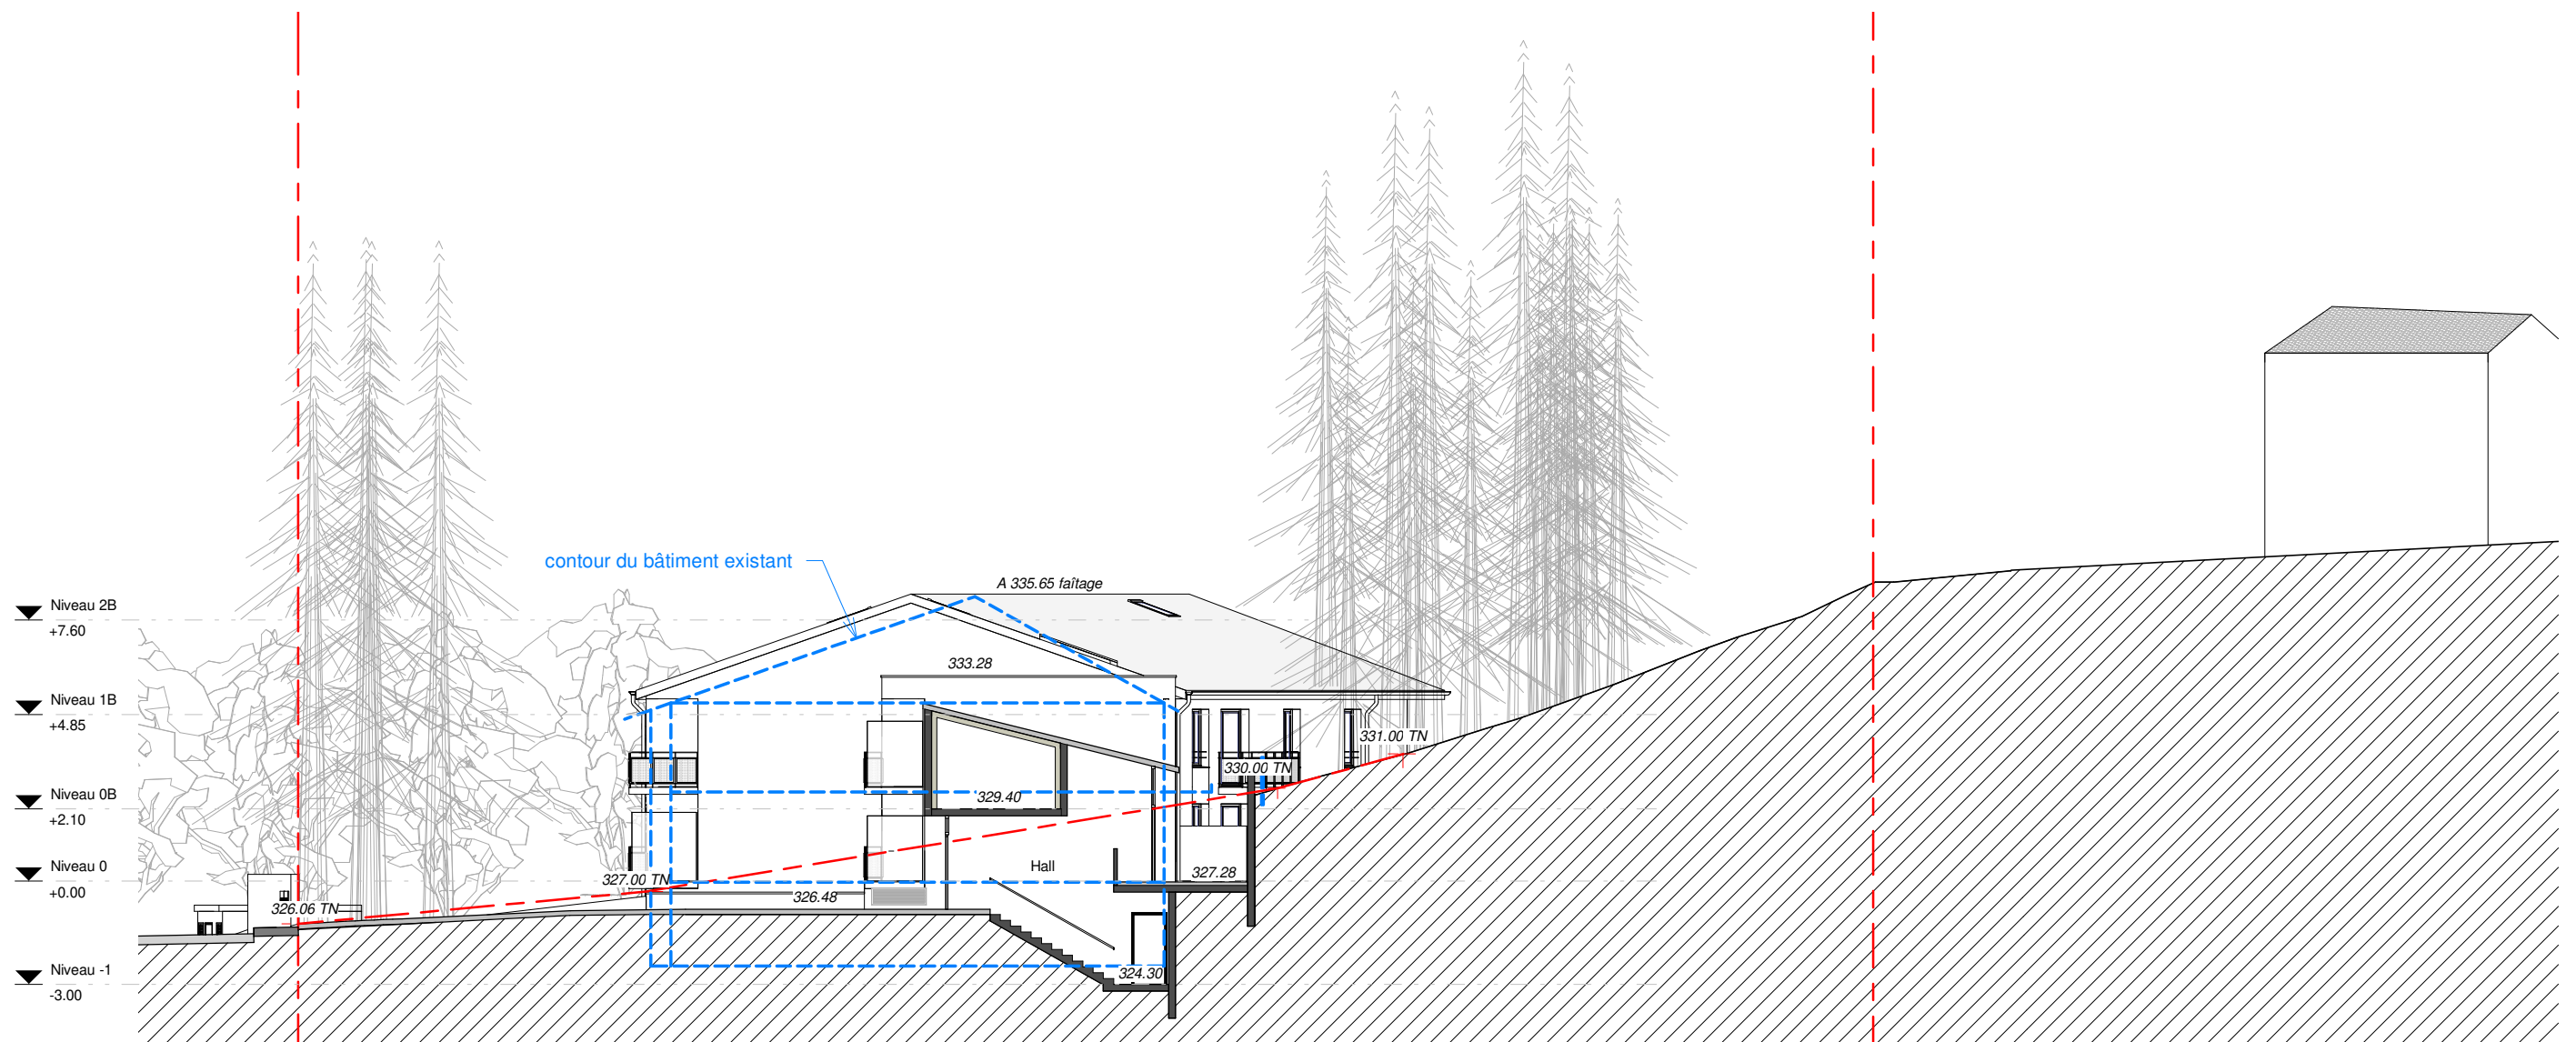 contour du bâtiment existant
A 335.65 faîtage
Niveau 2B
+7.60
333.28
Niveau 1B
+4.85
331.00 TN
330.00 TN
329.40
Niveau 0B
+2.10
Hall
Niveau 0
+0.00
327.28
327.00 TN
326.48
326.06 TN
324.30
Niveau -1
-3.00